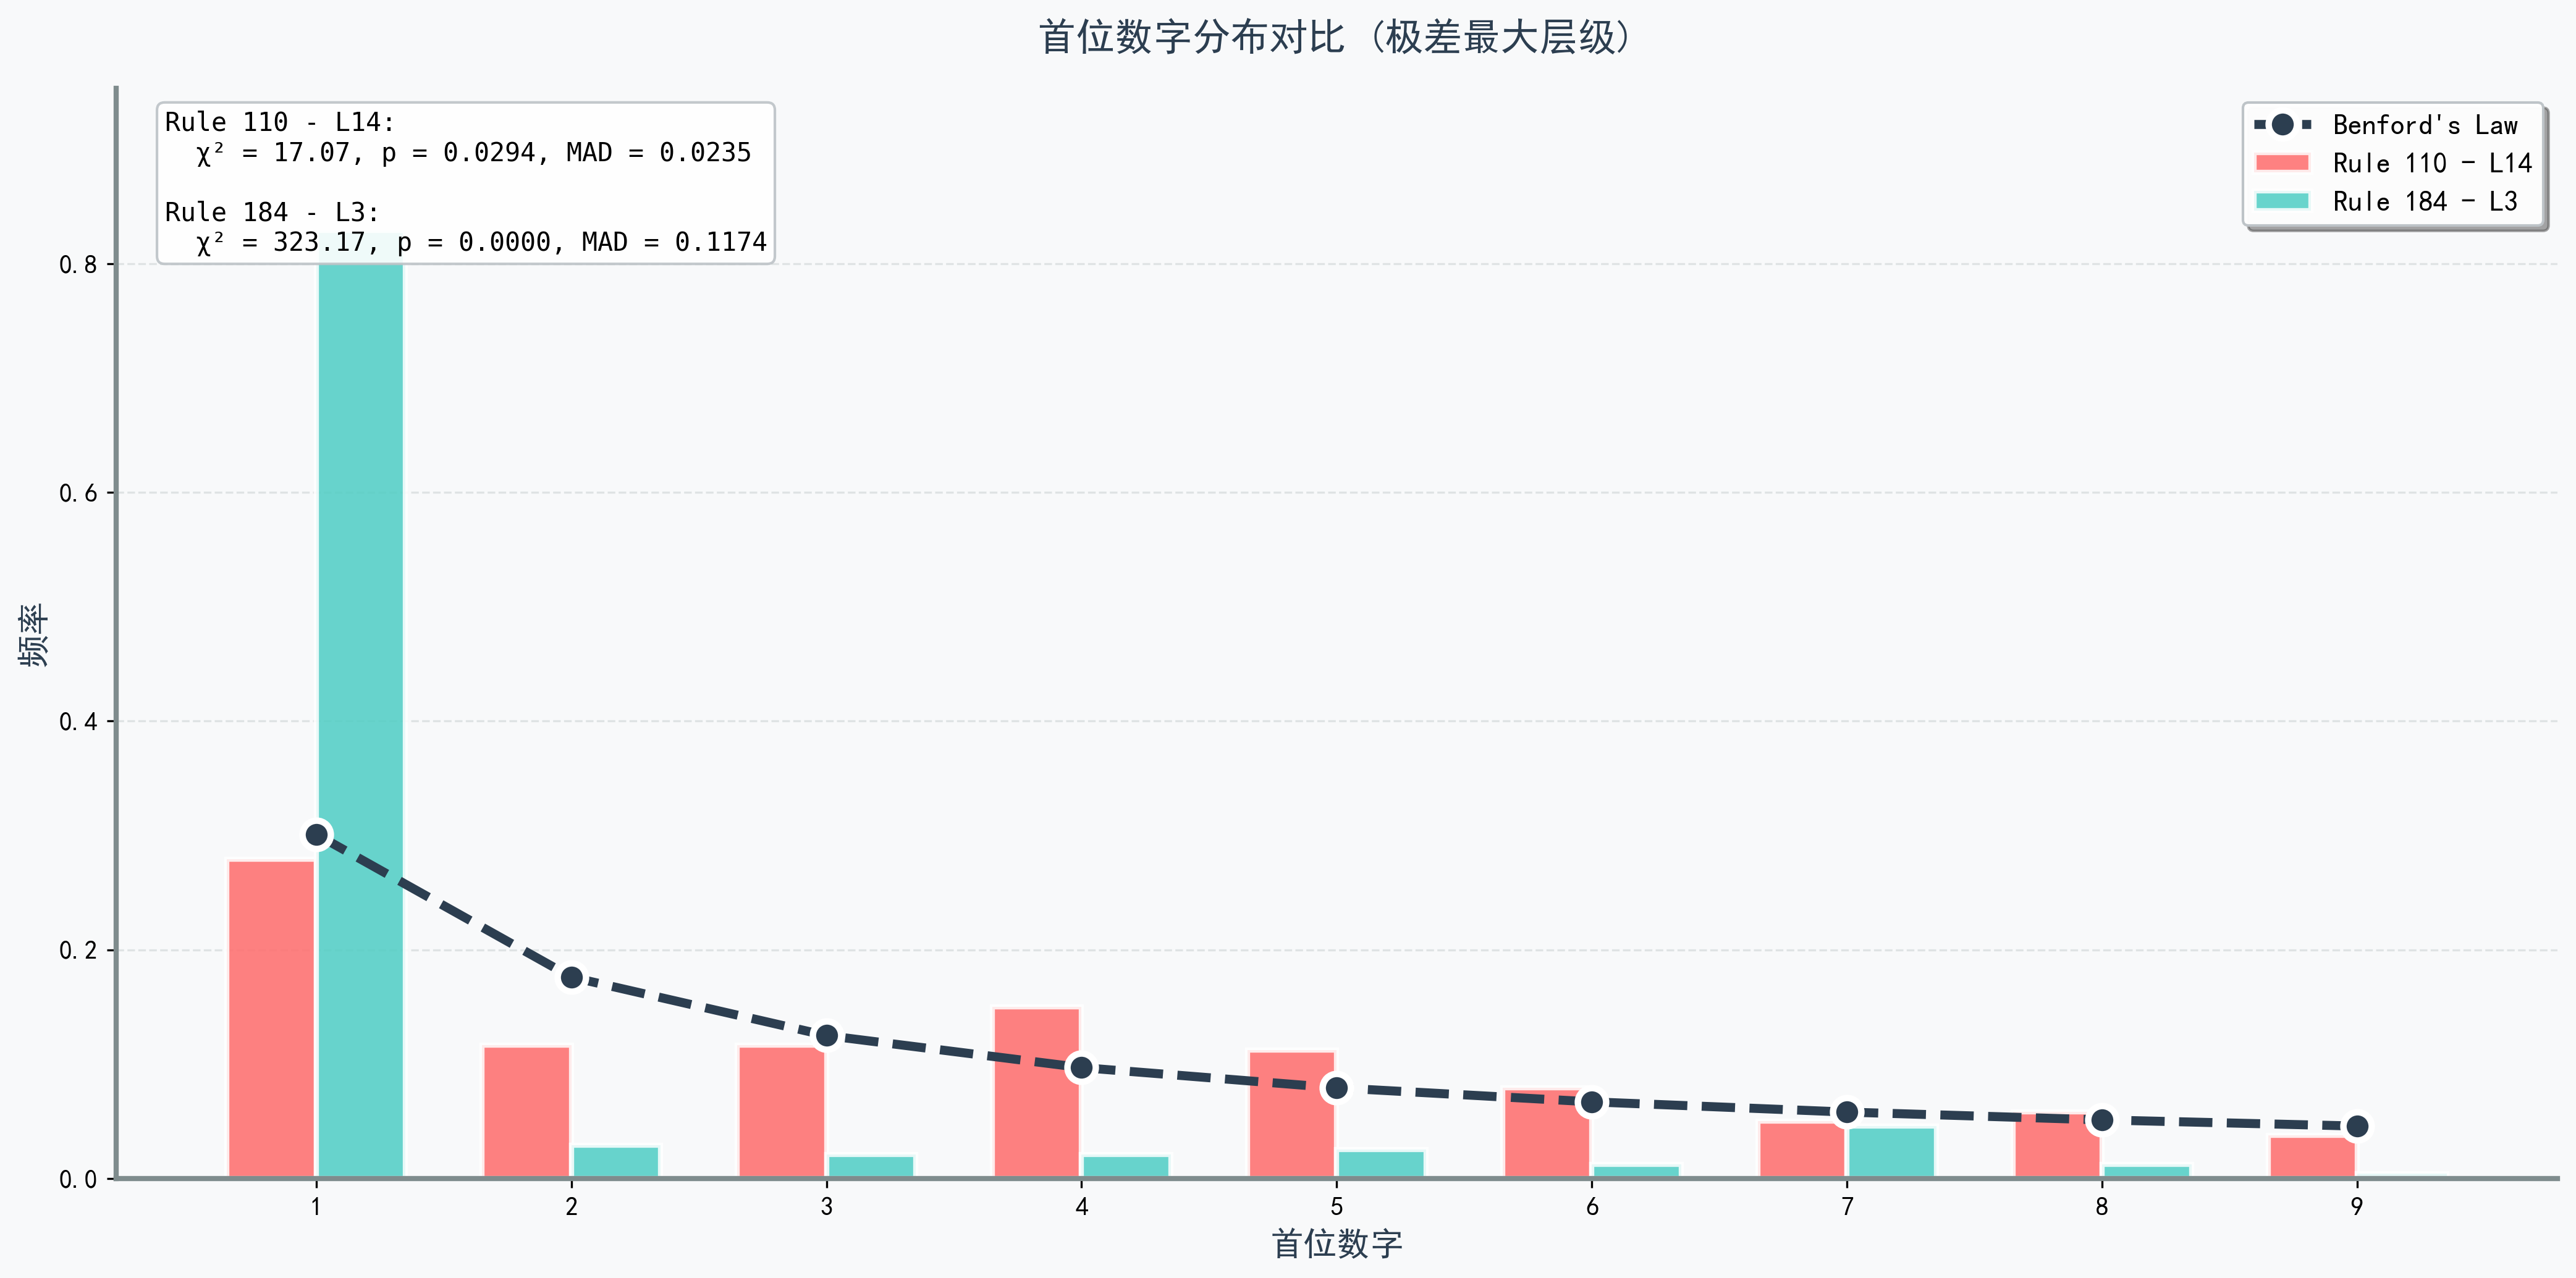 首位数字分布对比 (极差最大层级)
Rule 110 - L14:
χ² = 17.07, p = 0.0294, MAD = 0.0235
Rule 184 - L3:
χ² = 323.17, p = 0.0000, MAD = 0.1174
Benford's Law
Rule 110 - L14
Rule 184 - L3
频率
0.8
0.6
0.4
0.2
0.0
1 2 3 4 5 6 7 8 9
首位数字